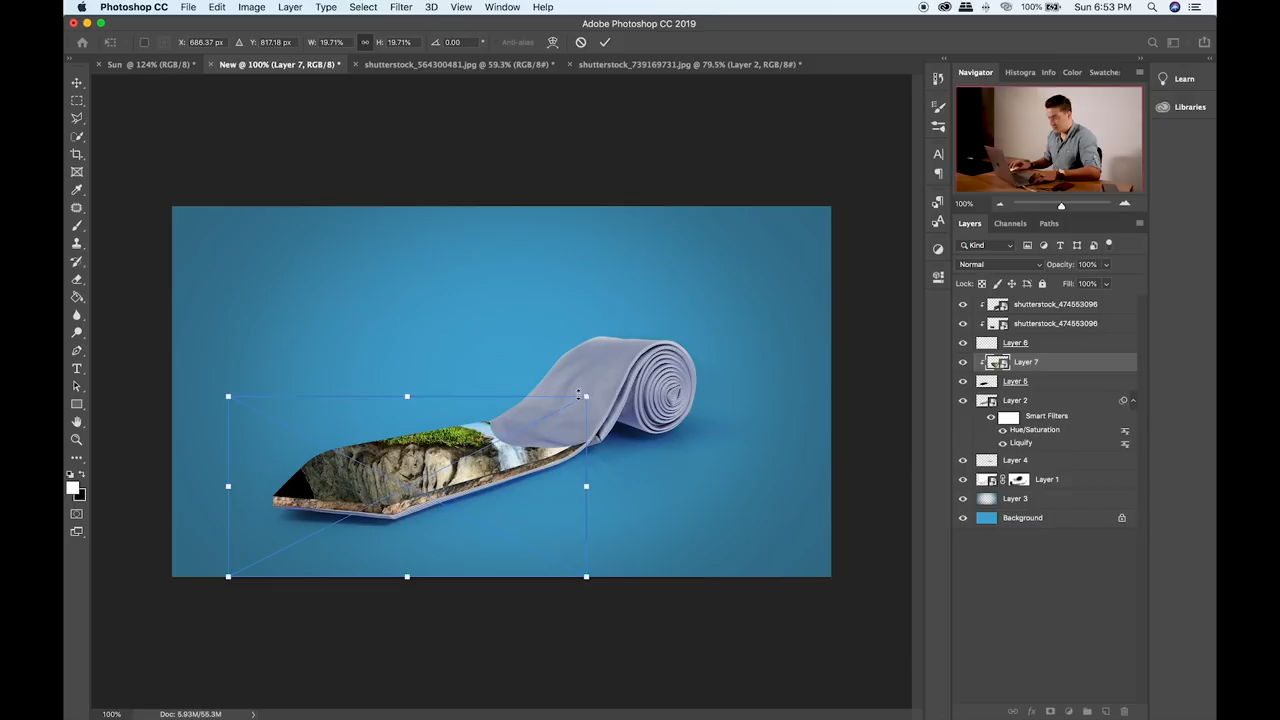 Photoshop CC File Edit Image Layer Type Select Filter 3D View Window Help 100% Sun 6:53 PM
Adobe Photoshop CC 2019
X: 686.37 px Y: 817.18 px W: 19.71% H: 19.71% 0.00 ° Anti-alias
Sun @ 124% (RGB/8) * New @ 100% (Layer 7, RGB/8) * shutterstock_564300481.jpg @ 59.3% (RGB/8#) * shutterstock_739169731.jpg @ 79.5% (Layer 2, RGB/8#) *
Navigator Histogra Info Color Swatche:
Learn
Libraries
100%
Layers Channels Paths
Kind
Normal Opacity: 100%
Lock: Fill: 100%
shutterstock_474553096
shutterstock_474553096
Layer 6
Layer 7
Layer 5
Layer 2
Smart Filters
Hue/Saturation
Liquify
Layer 4
Layer 1
Layer 3
Background
100% Doc: 5.93M/55.3M